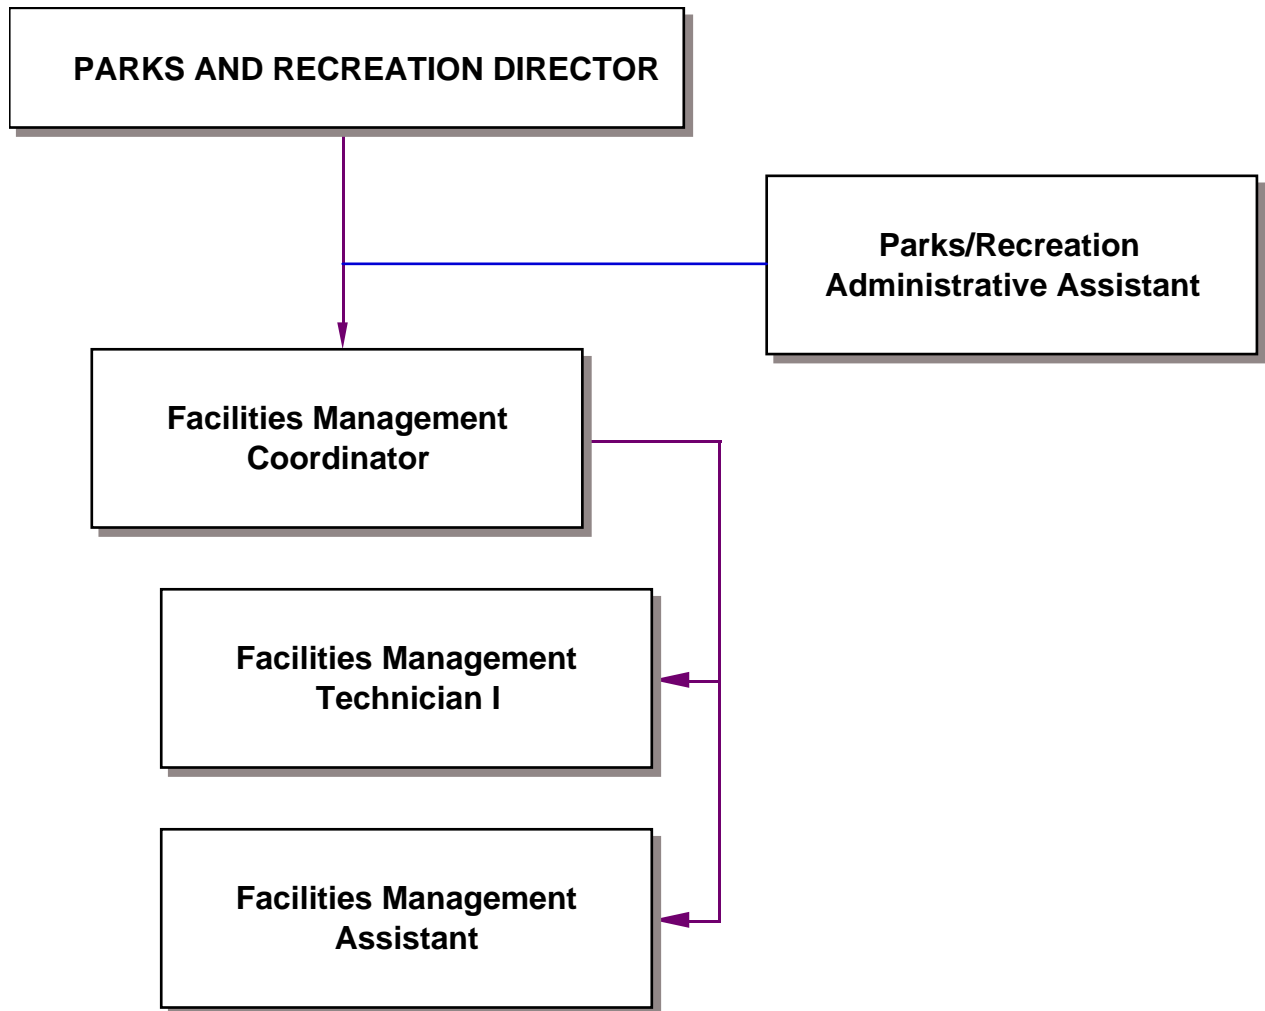 PARKS AND RECREATION DIRECTOR
Parks/Recreation
Administrative Assistant
Facilities Management
Coordinator
Facilities Management
Technician I
Facilities Management
Assistant